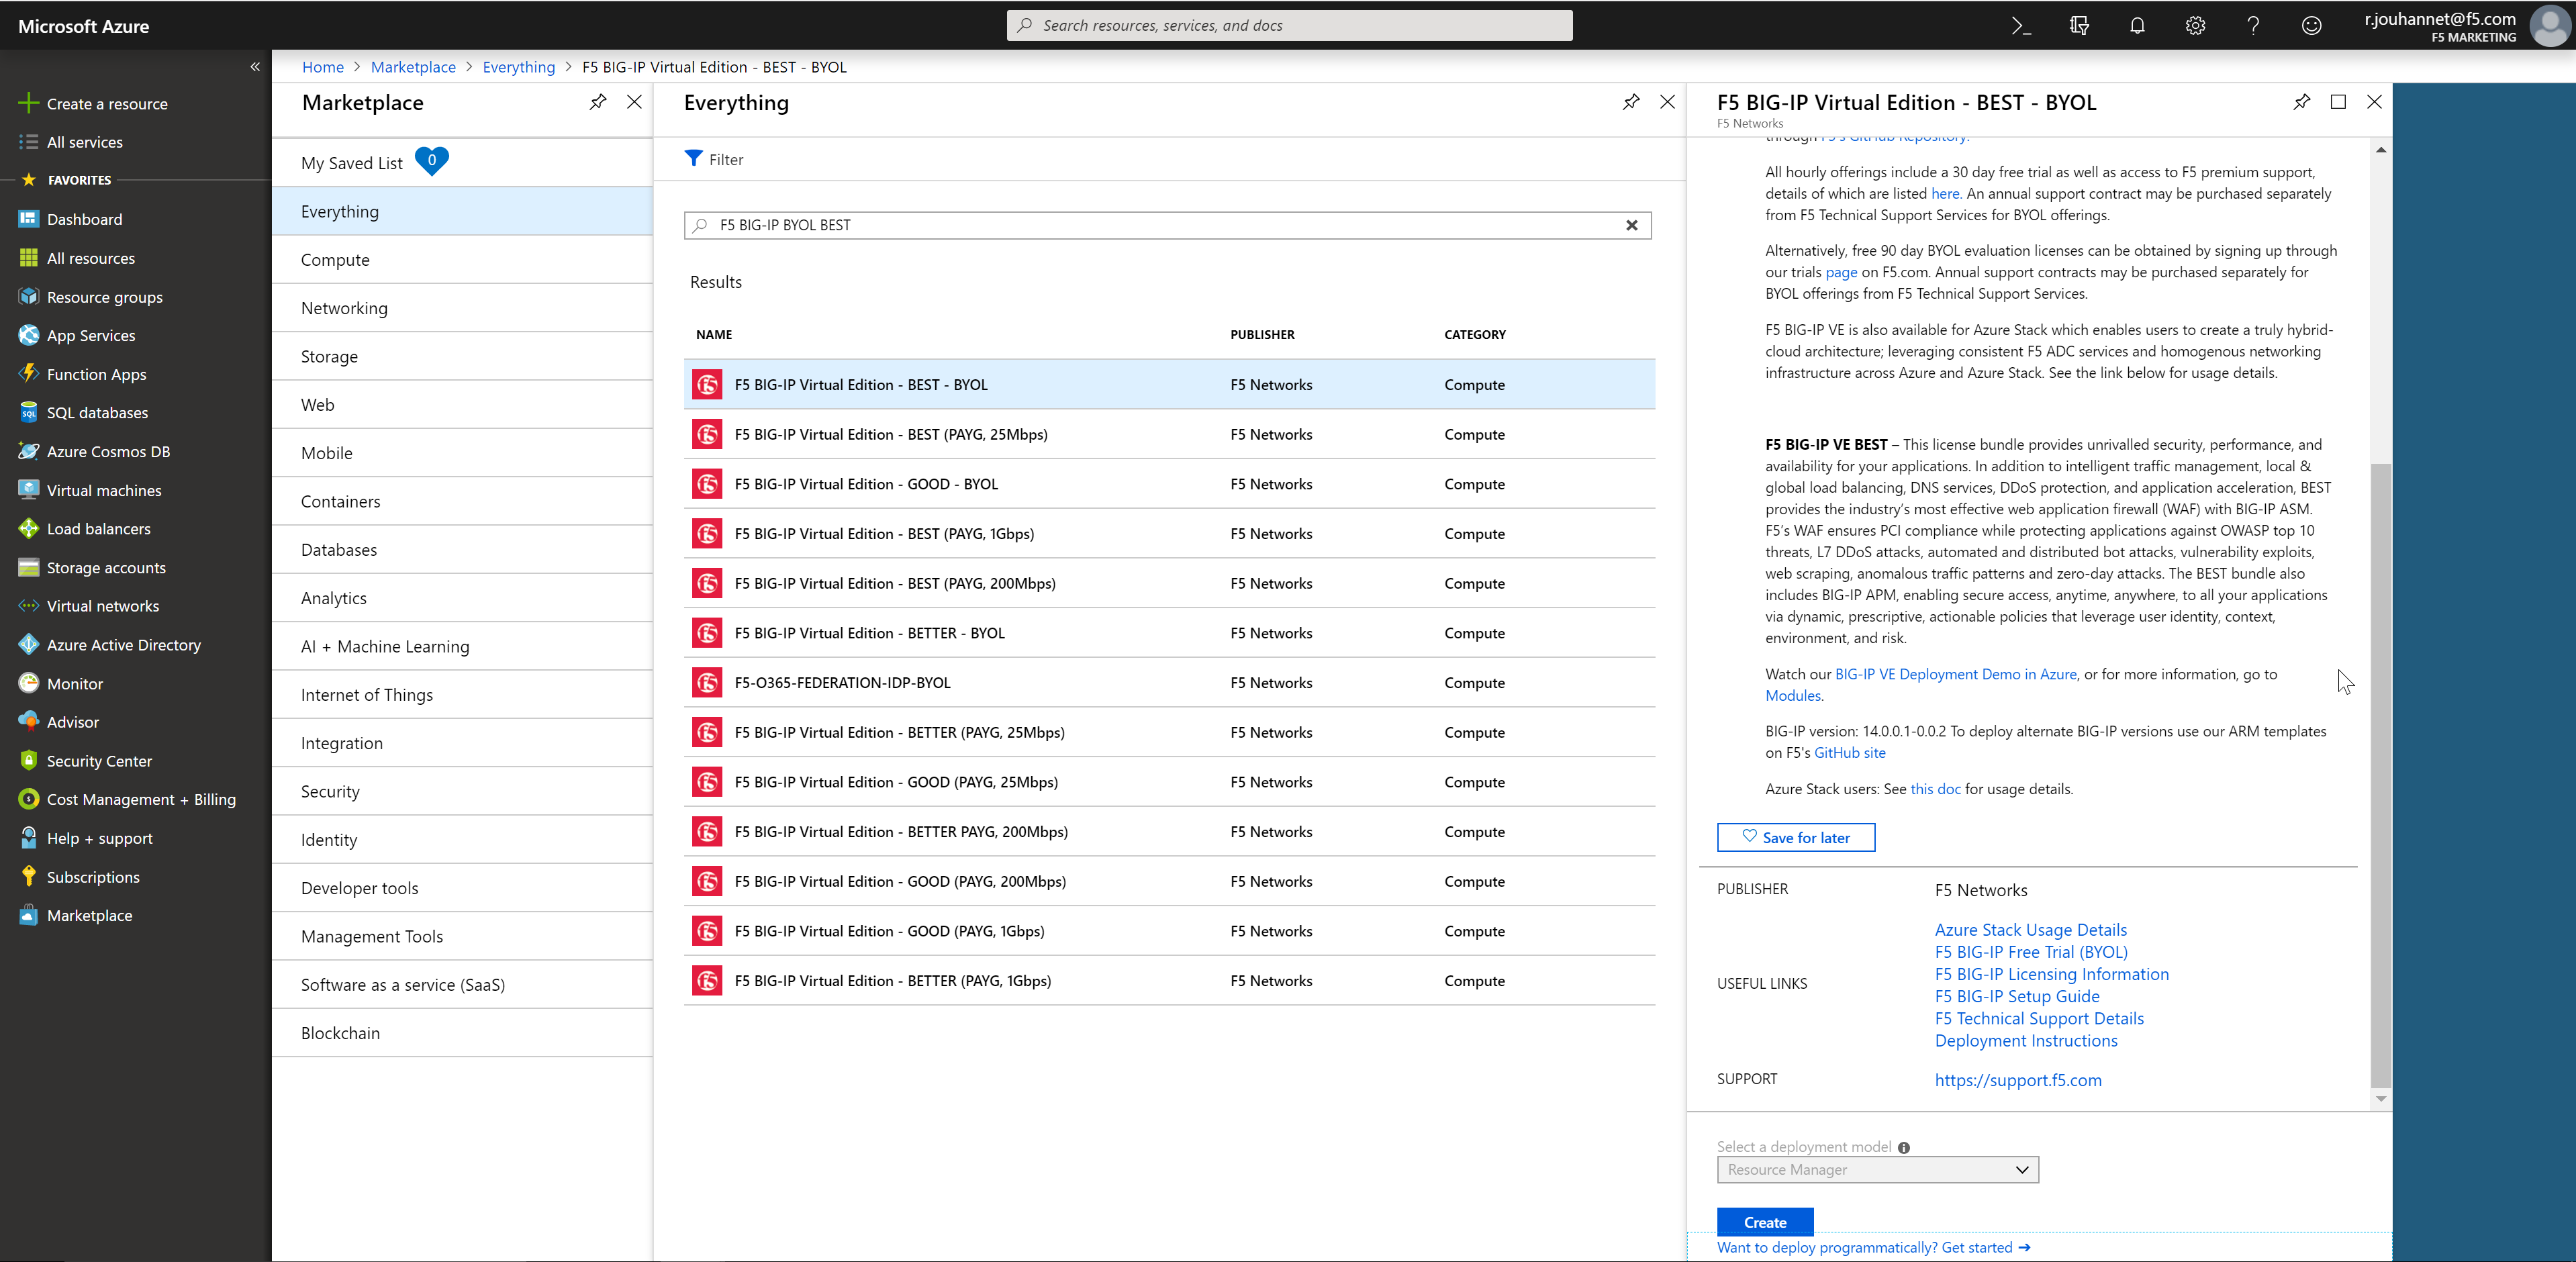 Microsoft Azure
Search resources, services, and docs
r.jouhannet@f5.com
F5 MARKETING
Create a resource
All services
FAVORITES
Dashboard
All resources
Resource groups
App Services
Function Apps
SQL databases
Azure Cosmos DB
Virtual machines
Load balancers
Storage accounts
Virtual networks
Azure Active Directory
Monitor
Advisor
Security Center
Cost Management + Billing
Help + support
Subscriptions
Marketplace
Home > Marketplace > Everything > F5 BIG-IP Virtual Edition - BEST - BYOL
Marketplace
My Saved List 0
Everything
Compute
Networking
Storage
Web
Mobile
Containers
Databases
Analytics
AI + Machine Learning
Internet of Things
Integration
Security
Identity
Developer tools
Management Tools
Software as a service (SaaS)
Blockchain
Everything
Filter
F5 BIG-IP BYOL BEST
Results
NAME PUBLISHER CATEGORY
F5 BIG-IP Virtual Edition - BEST - BYOL F5 Networks Compute
F5 BIG-IP Virtual Edition - BEST (PAYG, 25Mbps) F5 Networks Compute
F5 BIG-IP Virtual Edition - GOOD - BYOL F5 Networks Compute
F5 BIG-IP Virtual Edition - BEST (PAYG, 1Gbps) F5 Networks Compute
F5 BIG-IP Virtual Edition - BEST (PAYG, 200Mbps) F5 Networks Compute
F5 BIG-IP Virtual Edition - BETTER - BYOL F5 Networks Compute
F5-O365-FEDERATION-IDP-BYOL F5 Networks Compute
F5 BIG-IP Virtual Edition - BETTER (PAYG, 25Mbps) F5 Networks Compute
F5 BIG-IP Virtual Edition - GOOD (PAYG, 25Mbps) F5 Networks Compute
F5 BIG-IP Virtual Edition - BETTER PAYG, 200Mbps) F5 Networks Compute
F5 BIG-IP Virtual Edition - GOOD (PAYG, 200Mbps) F5 Networks Compute
F5 BIG-IP Virtual Edition - GOOD (PAYG, 1Gbps) F5 Networks Compute
F5 BIG-IP Virtual Edition - BETTER (PAYG, 1Gbps) F5 Networks Compute
F5 BIG-IP Virtual Edition - BEST - BYOL
F5 Networks
through F5's GitHub Repository.
All hourly offerings include a 30 day free trial as well as access to F5 premium support,
details of which are listed here. An annual support contract may be purchased separately
from F5 Technical Support Services for BYOL offerings.
Alternatively, free 90 day BYOL evaluation licenses can be obtained by signing up through
our trials page on F5.com. Annual support contracts may be purchased separately for
BYOL offerings from F5 Technical Support Services.
F5 BIG-IP VE is also available for Azure Stack which enables users to create a truly hybrid-
cloud architecture; leveraging consistent F5 ADC services and homogenous networking
infrastructure across Azure and Azure Stack. See the link below for usage details.
F5 BIG-IP VE BEST – This license bundle provides unrivalled security, performance, and
availability for your applications. In addition to intelligent traffic management, local &
global load balancing, DNS services, DDoS protection, and application acceleration, BEST
provides the industry's most effective web application firewall (WAF) with BIG-IP ASM.
F5's WAF ensures PCI compliance while protecting applications against OWASP top 10
threats, L7 DDoS attacks, automated and distributed bot attacks, vulnerability exploits,
web scraping, anomalous traffic patterns and zero-day attacks. The BEST bundle also
includes BIG-IP APM, enabling secure access, anytime, anywhere, to all your applications
via dynamic, prescriptive, actionable policies that leverage user identity, context,
environment, and risk.
Watch our BIG-IP VE Deployment Demo in Azure, or for more information, go to
Modules.
BIG-IP version: 14.0.0.1-0.0.2 To deploy alternate BIG-IP versions use our ARM templates
on F5's GitHub site
Azure Stack users: See this doc for usage details.
Save for later
PUBLISHER F5 Networks
USEFUL LINKS
Azure Stack Usage Details
F5 BIG-IP Free Trial (BYOL)
F5 BIG-IP Licensing Information
F5 BIG-IP Setup Guide
F5 Technical Support Details
Deployment Instructions
SUPPORT https://support.f5.com
Select a deployment model
Resource Manager
Create
Want to deploy programmatically? Get started →